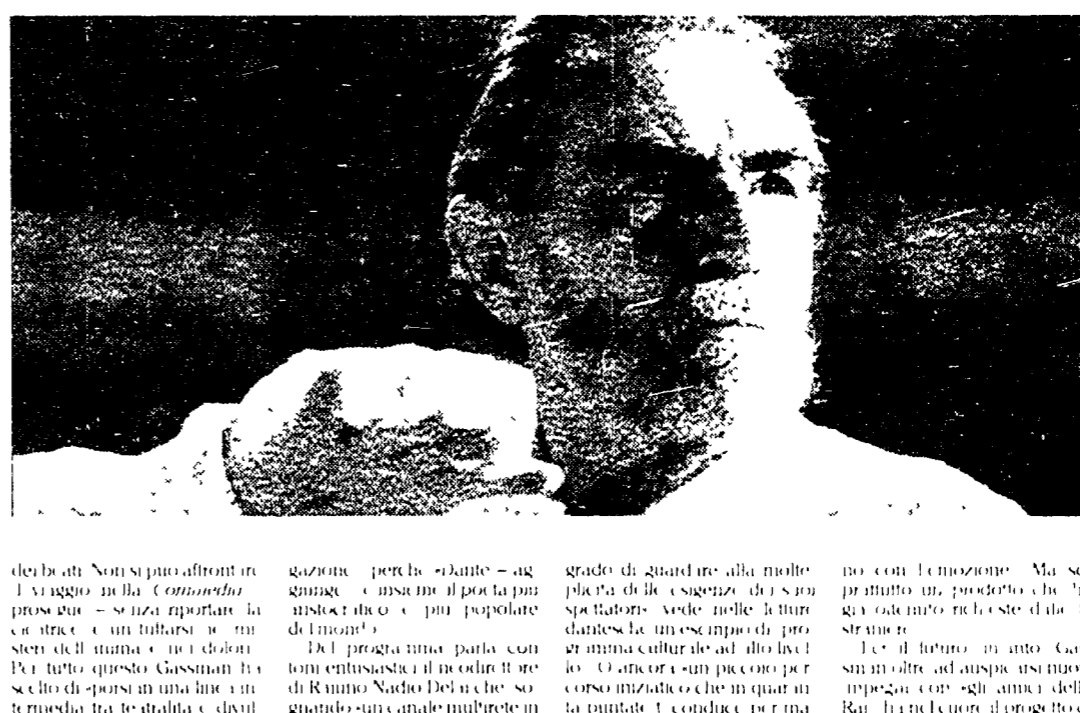 dei beati Non si può affrontare
il viaggio nella Commedia
prosegue – senza riportare la
cicatrice e un tuffarsi nei mi
steri dell anima e nei dolori
Per tutto questo Gassman ha
scelto di porsi in una linea in
termedia tra teatralità e divul
gazione perché «Dante – ag
giunge è insieme il poeta più
aristocratico e più popolare
del mondo»
Del programma parla con
toni entusiastici il neodirettore
di Raiuno Nadio Delai che so
gnando «un canale multirete in
grado di guardare alla molte
plicità delle esigenze dei suoi
spettatori» vede nelle letture
dantesche un esempio di pro
gramma culturale ad alto livel
lo O ancora «un piccolo per
corso iniziatico che in quaran
ta puntate ti conduce per ma
no con l emozione Ma so
prattutto un prodotto che h
già ottenuto richieste d
straniere
Per il futuro Ga
sman oltre ad auspicarsi nuo
impegni con «gli amici dell
Rai ha nel cuore il progetto